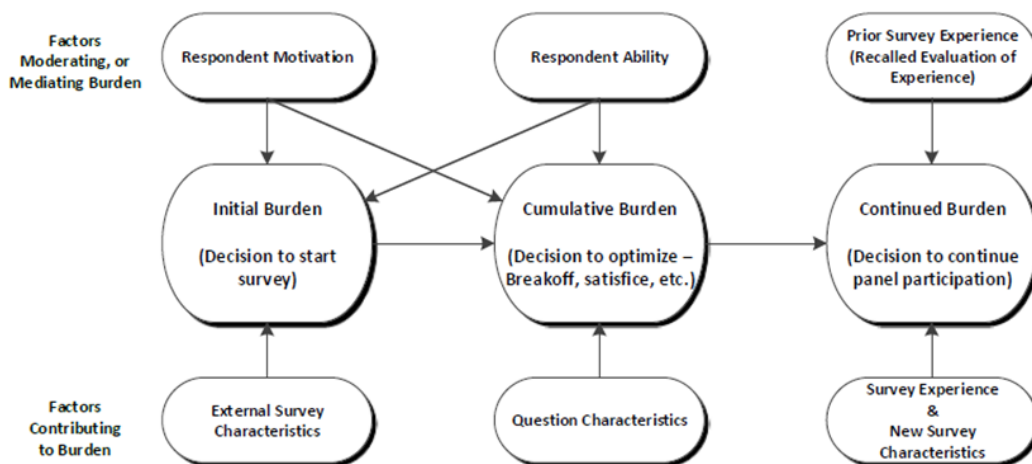 Factors
Moderating, or
Mediating Burden
Respondent Motivation
Respondent Ability
Prior Survey Experience
(Recalled Evaluation of
Experience)
Initial Burden
(Decision to start
survey)
Cumulative Burden
(Decision to optimize –
Breakoff, satisfice, etc.)
Continued Burden
(Decision to continue
panel participation)
Factors
Contributing
to Burden
External Survey
Characteristics
Question Characteristics
Survey Experience
&
New Survey
Characteristics